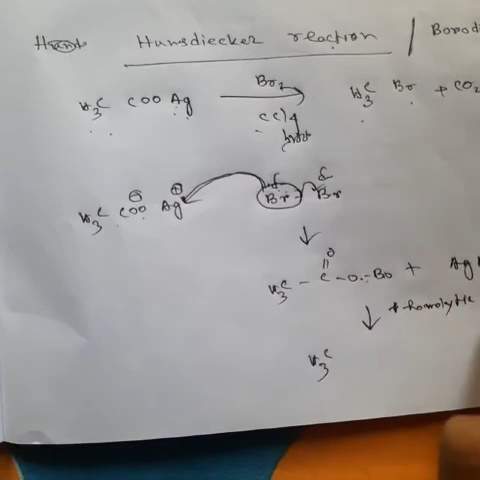 Hunsdiecker reaction / Borodi
H₃C COO Ag Br₂ CCl₄ H₃C Br + CO₂
H₃C COO⊖ Ag⊕ Br - Br
H₃C - C - O - Br + Ag
O
homolytic
H₃C